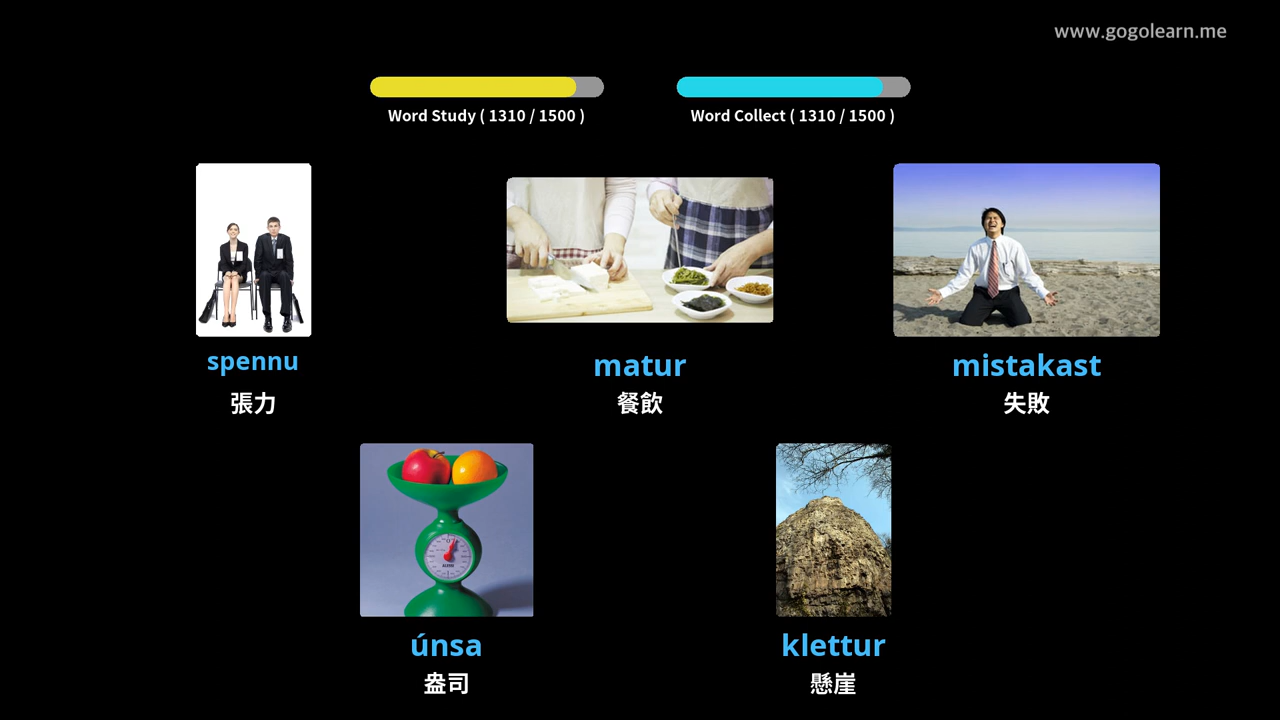 www.gogolearn.me
Word Study ( 1310 / 1500 )
Word Collect ( 1310 / 1500 )
spennu
張力
matur
餐飲
mistakast
失敗
únsa
盎司
klettur
懸崖